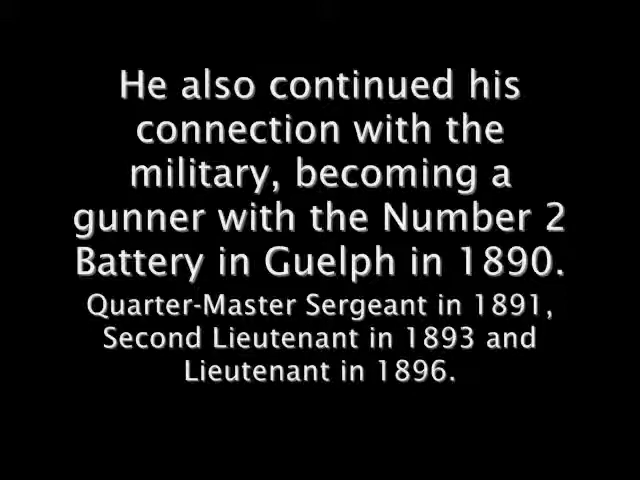 He also continued his
connection with the
military, becoming a
gunner with the Number 2
Battery in Guelph in 1890.
Quarter-Master Sergeant in 1891,
Second Lieutenant in 1893 and
Lieutenant in 1896.